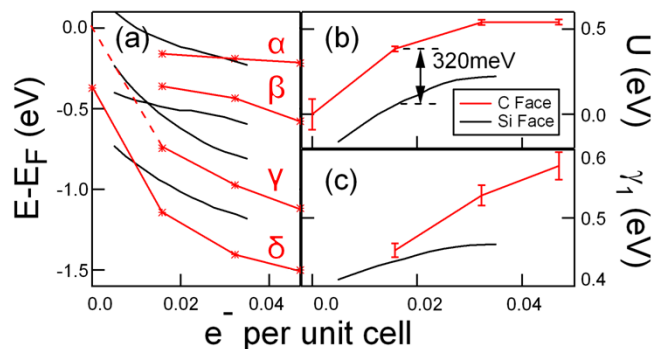 (a)
α
β
γ
δ
0.0
-0.5
-1.0
-1.5
E-E_F (eV)
0.0
0.02
0.04
(b)
320meV
C Face
Si Face
0.5
0.0
U (eV)
(c)
0.6
0.5
0.4
γ₁ (eV)
0.0
0.02
0.04
e⁻ per unit cell